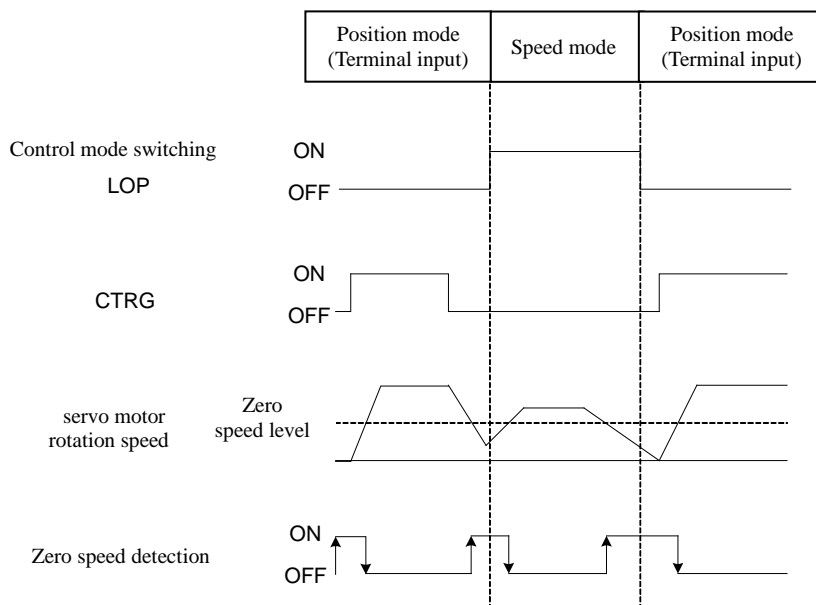 Position mode
(Terminal input)
Speed mode
Position mode
(Terminal input)
Control mode switching
LOP
ON
OFF
CTRG
ON
OFF
servo motor
rotation speed
Zero
speed level
Zero speed detection
ON
OFF